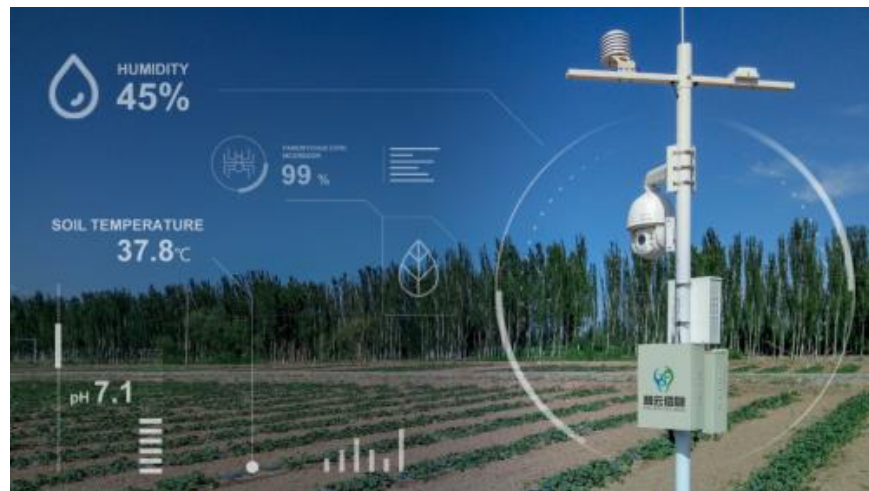 HUMIDITY
45%
99 %
SOIL TEMPERATURE
37.8℃
pH 7.1